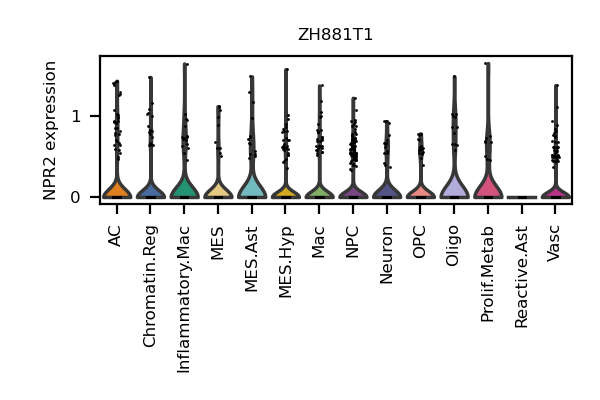 ZH881T1
NPR2 expression
1
0
AC
Chromatin.Reg
Inflammatory.Mac
MES
MES.Ast
MES.Hyp
Mac
NPC
Neuron
OPC
Oligo
Prolif.Metab
Reactive.Ast
Vasc